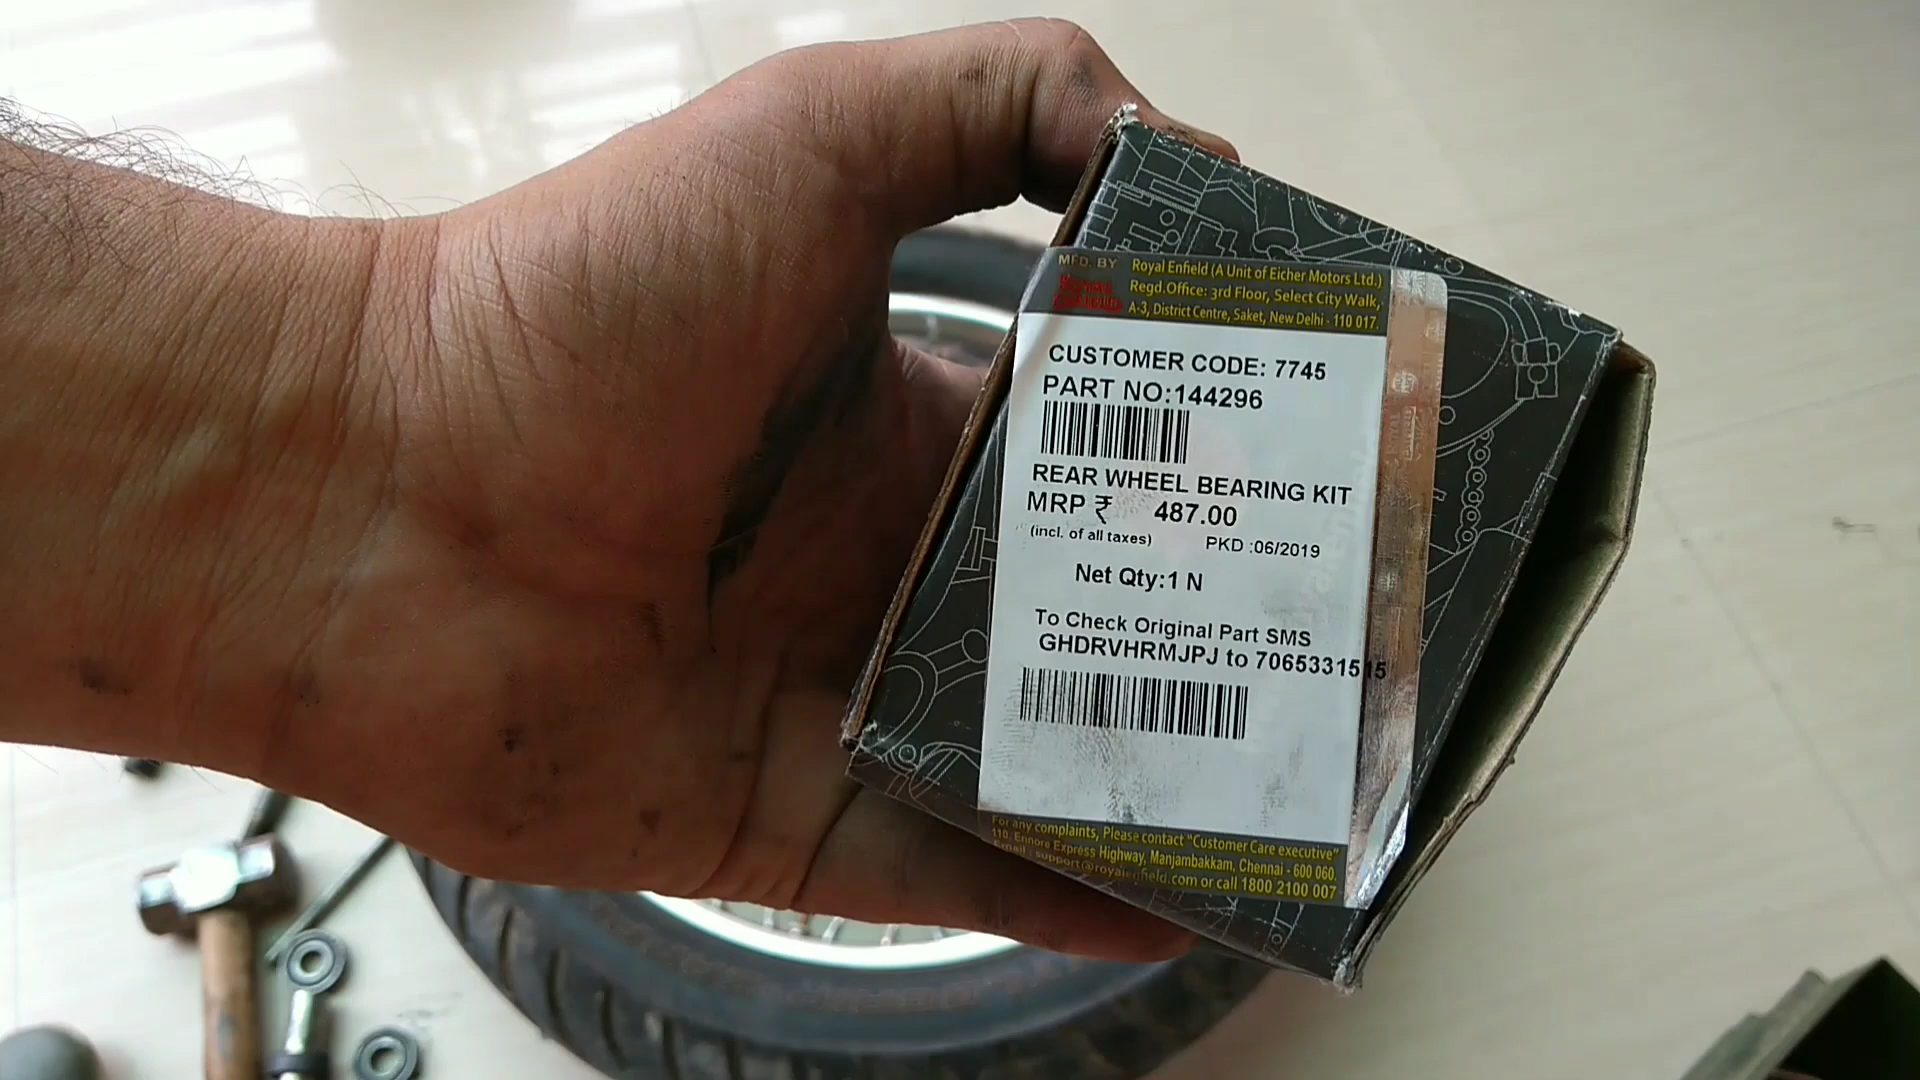 MFD. BY
ROYAL ENFIELD
Royal Enfield (A Unit of Eicher Motors Ltd.)
Regd.Office: 3rd Floor, Select City Walk,
A-3, District Centre, Saket, New Delhi - 110 017.
CUSTOMER CODE: 7745
PART NO:144296
REAR WHEEL BEARING KIT
MRP ₹ 487.00
(incl. of all taxes) PKD :06/2019
Net Qty:1 N
To Check Original Part SMS
GHDRVHRMJPJ to 7065331515
For any complaints, Please contact "Customer Care executive"
110, Ennore Express Highway, Manjambakkam, Chennai - 600 060.
Email : support@royalenfield.com or call 1800 2100 007